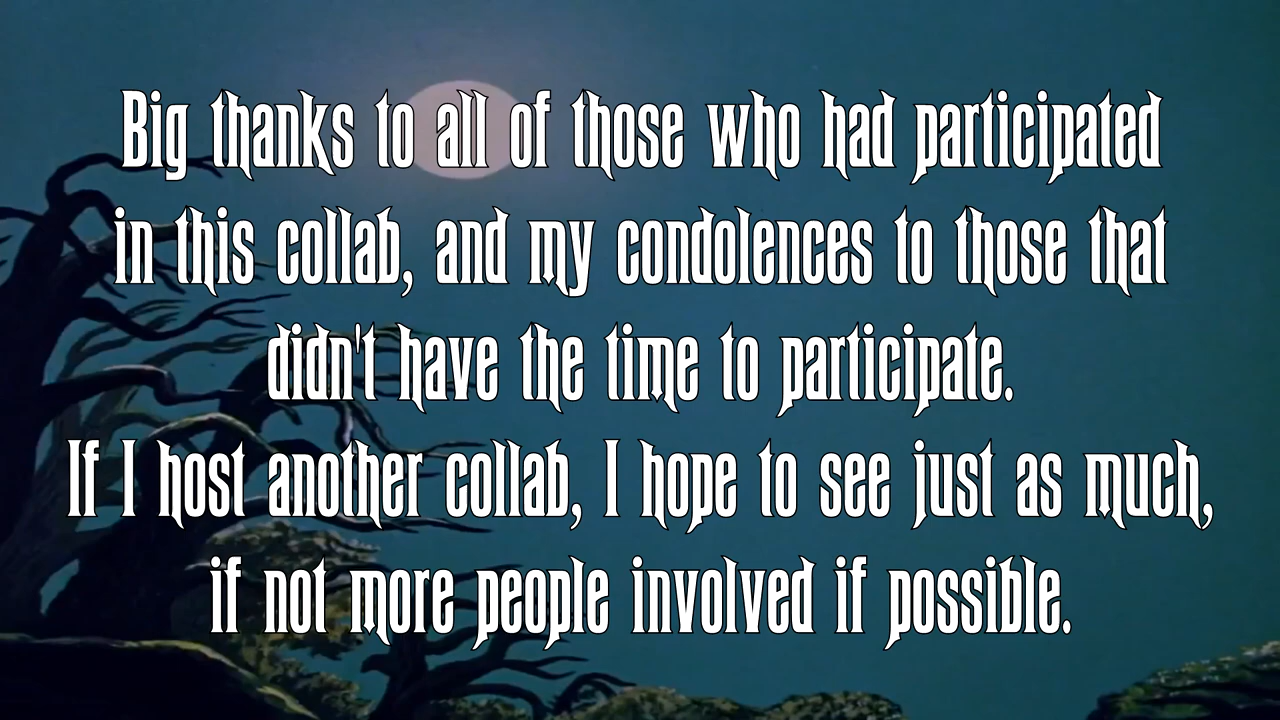 Big thanks to all of those who had participated
in this collab, and my condolences to those that
didn't have the time to participate.
If I host another collab, I hope to see just as much,
if not more people involved if possible.